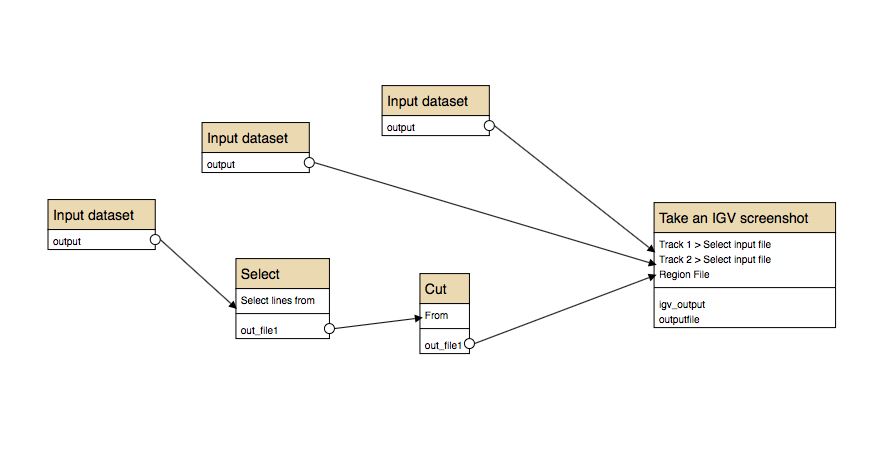 Input dataset
output
Input dataset
output
Input dataset
output
Select
Select lines from
out_file1
Cut
From
out_file1
Take an IGV screenshot
Track 1 > Select input file
Track 2 > Select input file
Region File
igv_output
outputfile